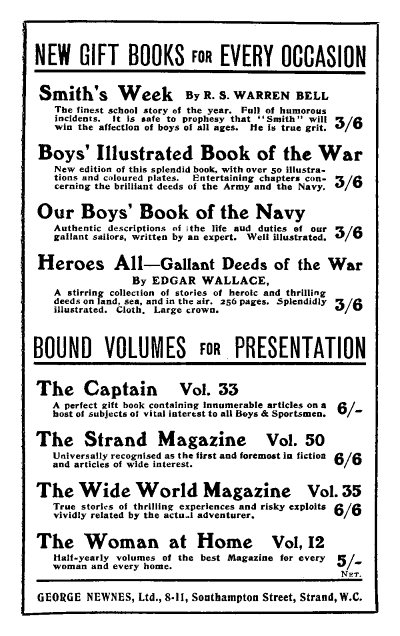 NEW GIFT BOOKS FOR EVERY OCCASION
Smith's Week By R. S. WARREN BELL
The finest school story of the year. Full of humorous
incidents. It is safe to prophesy that "Smith" will
win the affection of boys of all ages. He is true grit. 3/6
Boys' Illustrated Book of the War
New edition of this splendid book, with over 50 illustra-
tions and coloured plates. Entertaining chapters con-
cerning the brilliant deeds of the Army and the Navy. 3/6
Our Boys' Book of the Navy
Authentic descriptions of the life and duties of our
gallant sailors, written by an expert. Well illustrated. 3/6
Heroes All—Gallant Deeds of the War
By EDGAR WALLACE,
A stirring collection of stories of heroic and thrilling
deeds on land, sea, and in the air. 256 pages. Splendidly
illustrated. Cloth. Large crown. 3/6
BOUND VOLUMES FOR PRESENTATION
The Captain Vol. 33
A perfect gift book containing innumerable articles on a
host of subjects of vital interest to all Boys & Sportsmen. 6/-
The Strand Magazine Vol. 50
Universally recognised as the first and foremost in fiction
and articles of wide interest. 6/6
The Wide World Magazine Vol. 35
True stories of thrilling experiences and risky exploits
vividly related by the actual adventurer. 6/6
The Woman at Home Vol, 12
Half-yearly volumes of the best Magazine for every
woman and every home. 5/-
NET.
GEORGE NEWNES, Ltd., 8-11, Southampton Street, Strand, W.C.